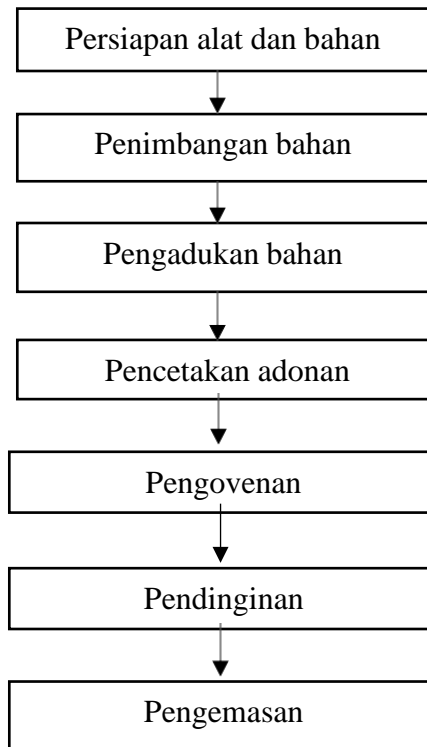 Persiapan alat dan bahan
Penimbangan bahan
Pengadukan bahan
Pencetakan adonan
Pengovenan
Pendinginan
Pengemasan